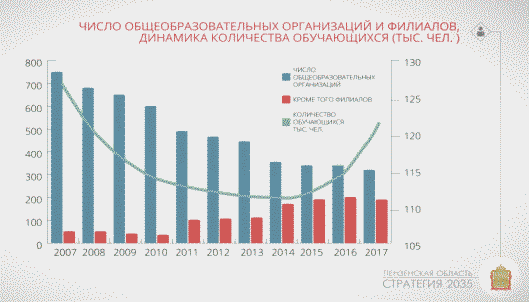 ЧИСЛО ОБЩЕОБРАЗОВАТЕЛЬНЫХ ОРГАНИЗАЦИЙ И ФИЛИАЛОВ,
ДИНАМИКА КОЛИЧЕСТВА ОБУЧАЮЩИХСЯ (ТЫС. ЧЕЛ. )
800
700
600
500
400
300
200
100
0
130
125
120
115
110
105
ЧИСЛО
ОБЩЕОБРАЗОВАТЕЛЬНЫХ
ОРГАНИЗАЦИЙ
КРОМЕ ТОГО ФИЛИАЛОВ
КОЛИЧЕСТВО
ОБУЧАЮЩИХСЯ
ТЫС. ЧЕЛ.
2007 2008 2009 2010 2011 2012 2013 2014 2015 2016 2017
ПЕНЗЕНСКАЯ ОБЛАСТЬ
СТРАТЕГИЯ 2035